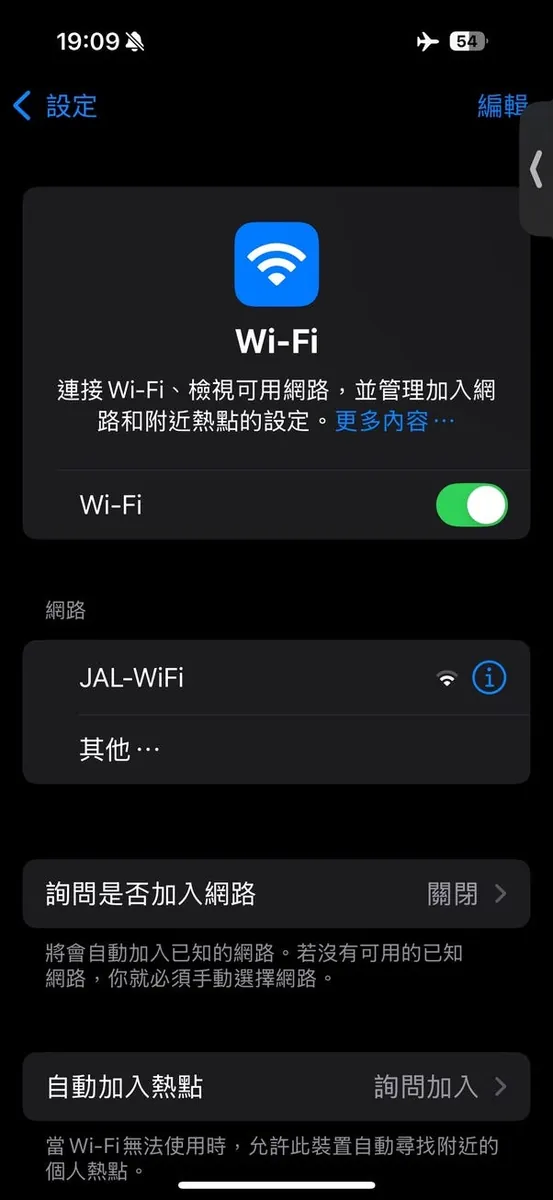 19:09
54
設定
編輯
Wi-Fi
連接 Wi-Fi、檢視可用網路，並管理加入網
路和附近熱點的設定。更多內容⋯
Wi-Fi
網路
JAL-WiFi
其他⋯
詢問是否加入網路
關閉
將會自動加入已知的網路。若沒有可用的已知
網路，你就必須手動選擇網路。
自動加入熱點
詢問加入
當 Wi-Fi 無法使用時，允許此裝置自動尋找附近的
個人熱點。